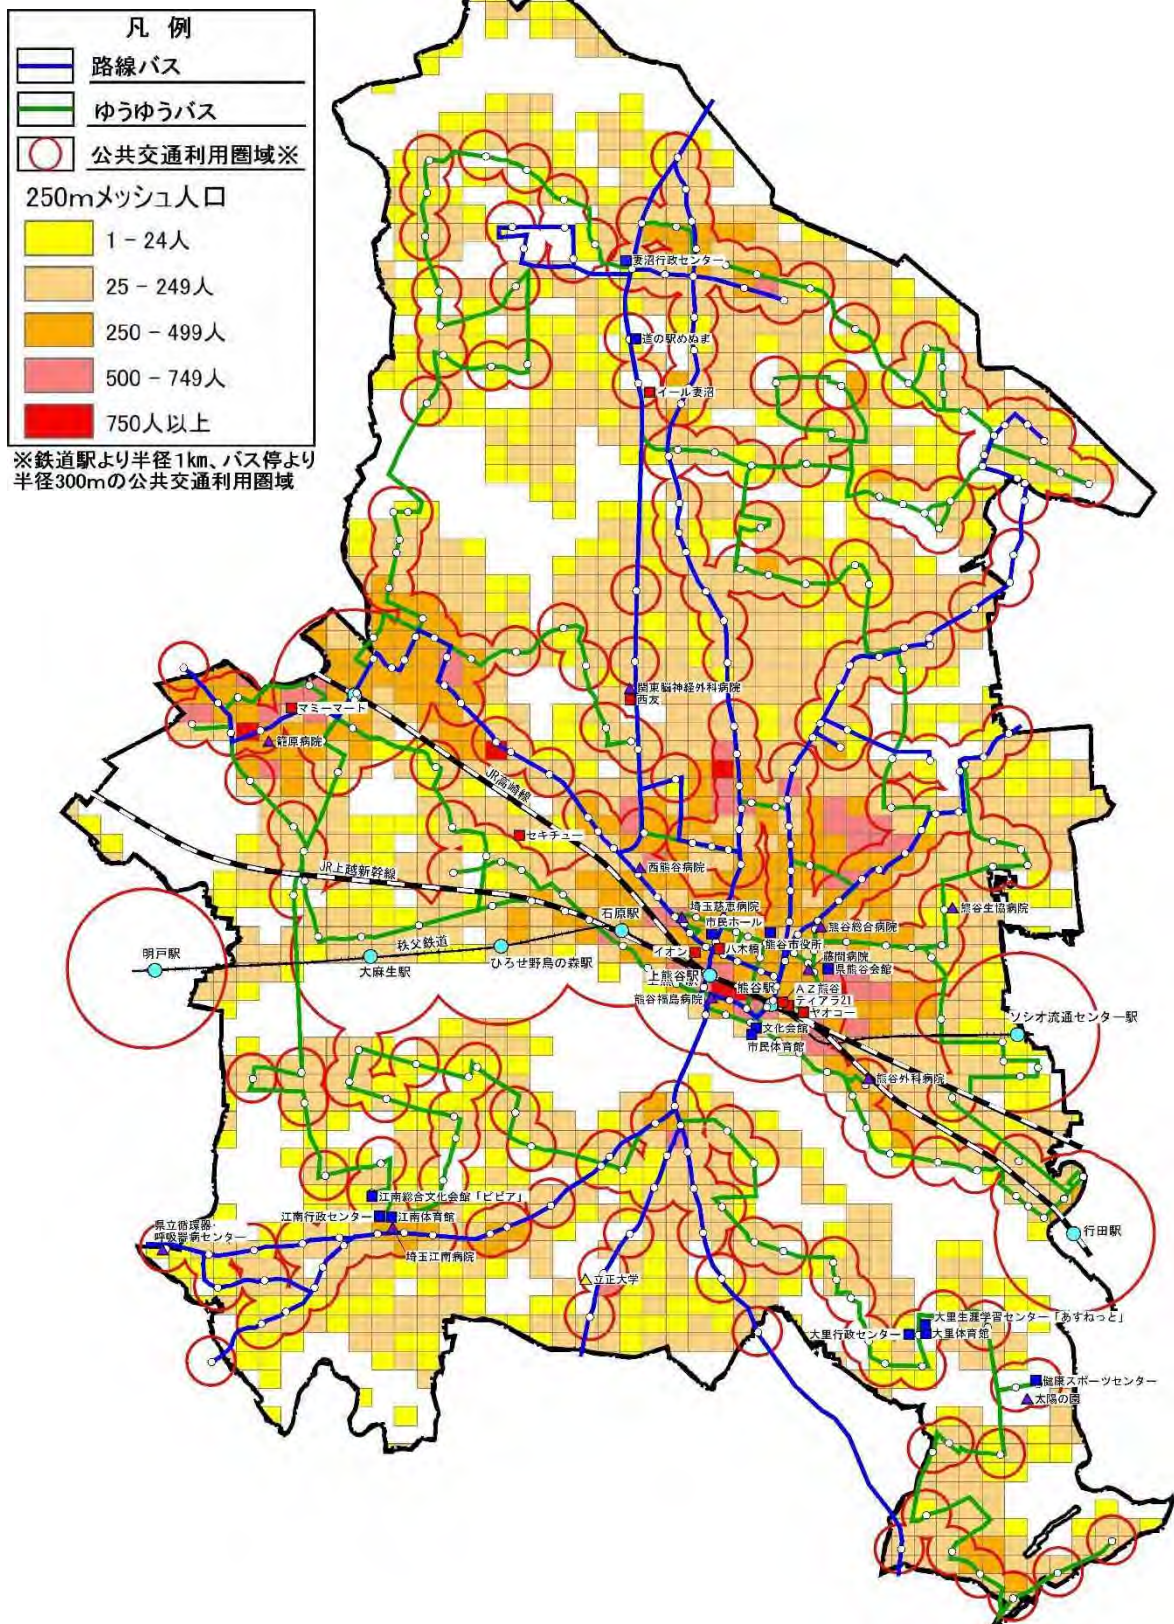 凡 例
路線バス
ゆうゆうバス
公共交通利用圏域※
250mメッシュ人口
1 - 24人
25 - 249人
250 - 499人
500 - 749人
750人以上
※鉄道駅より半径1km、バス停より
半径300mの公共交通利用圏域
妻沼行政センター
道の駅めぬま
イール妻沼
関東脳神経外科病院
西友
マミーマート
籠原病院
JR高崎線
セキチュー
JR上越新幹線
西熊谷病院
埼玉慈恵病院
市民ホール
熊谷生協病院
石原駅
熊谷総合病院
秩父鉄道
イオン
八木橋
熊谷市役所
藤間病院
県熊谷会館
明戸駅
大麻生駅
ひろせ野鳥の森駅
上熊谷駅
熊谷駅
AZ熊谷
ティアラ21
熊谷福島病院
ヤオコー
ソシオ流通センター駅
文化会館
市民体育館
熊谷外科病院
江南総合文化会館「ピピア」
江南行政センター
江南体育館
県立循環器・
呼吸器病センター
埼玉江南病院
行田駅
立正大学
大里生涯学習センター「あすねっと」
大里行政センター
大里体育館
健康スポーツセンター
太陽の園